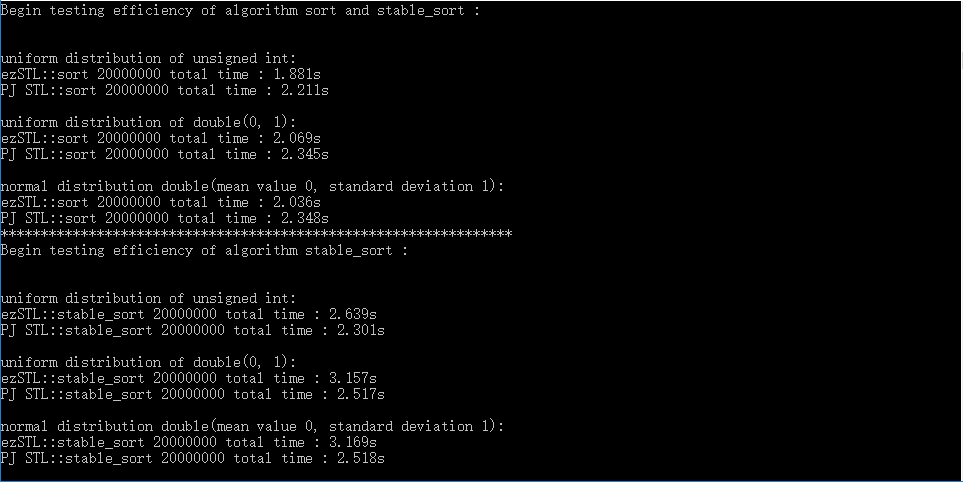 Begin testing efficiency of algorithm sort and stable_sort :
uniform distribution of unsigned int:
ezSTL::sort 20000000 total time : 1.881s
PJ STL::sort 20000000 total time : 2.211s
uniform distribution of double(0, 1):
ezSTL::sort 20000000 total time : 2.069s
PJ STL::sort 20000000 total time : 2.345s
normal distribution double(mean value 0, standard deviation 1):
ezSTL::sort 20000000 total time : 2.036s
PJ STL::sort 20000000 total time : 2.348s
****************************************************************
Begin testing efficiency of algorithm stable_sort :
uniform distribution of unsigned int:
ezSTL::stable_sort 20000000 total time : 2.639s
PJ STL::stable_sort 20000000 total time : 2.301s
uniform distribution of double(0, 1):
ezSTL::stable_sort 20000000 total time : 3.157s
PJ STL::stable_sort 20000000 total time : 2.517s
normal distribution double(mean value 0, standard deviation 1):
ezSTL::stable_sort 20000000 total time : 3.169s
PJ STL::stable_sort 20000000 total time : 2.518s